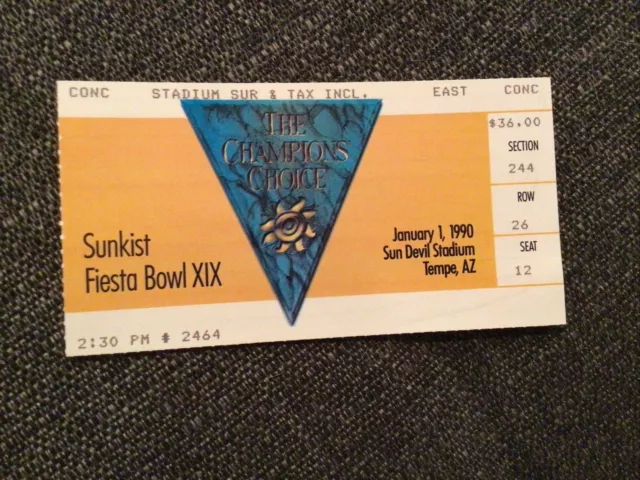 CONC STADIUM SUR & TAX INCL. EAST CONC
THE
CHAMPIONS
CHOICE
Sunkist
Fiesta Bowl XIX
January 1, 1990
Sun Devil Stadium
Tempe, AZ
$36.00
SECTION
244
ROW
26
SEAT
12
2:30 PM # 2464